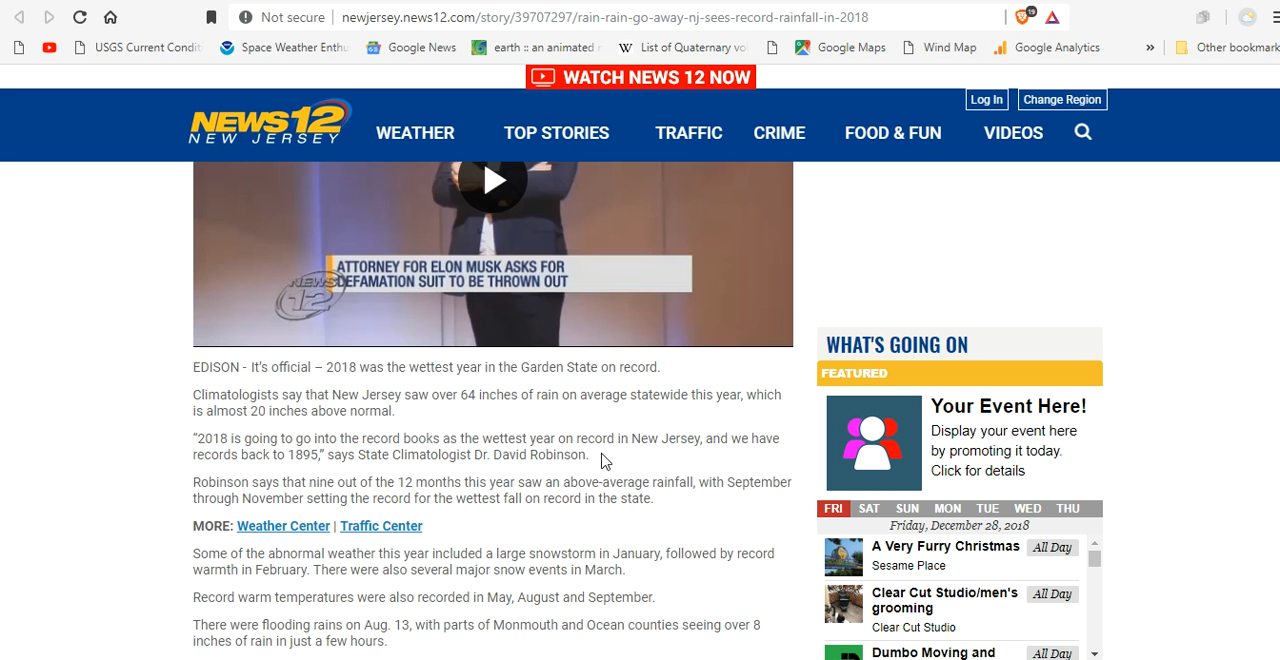 Not secure
newjersey.news12.com/story/39707297/rain-rain-go-away-nj-sees-record-rainfall-in-2018
19
USGS Current Condit
Space Weather Enthu
Google News
earth :: an animated
W List of Quaternary vo
Google Maps
Wind Map
Google Analytics
»
Other bookmark
WATCH NEWS 12 NOW
Log In
Change Region
NEWS 12
NEW JERSEY
WEATHER
TOP STORIES
TRAFFIC
CRIME
FOOD & FUN
VIDEOS
ATTORNEY FOR ELON MUSK ASKS FOR
DEFAMATION SUIT TO BE THROWN OUT
NEWS
12
EDISON - It’s official – 2018 was the wettest year in the Garden State on record.
Climatologists say that New Jersey saw over 64 inches of rain on average statewide this year, which
is almost 20 inches above normal.
“2018 is going to go into the record books as the wettest year on record in New Jersey, and we have
records back to 1895,” says State Climatologist Dr. David Robinson.
Robinson says that nine out of the 12 months this year saw an above-average rainfall, with September
through November setting the record for the wettest fall on record in the state.
MORE: Weather Center | Traffic Center
Some of the abnormal weather this year included a large snowstorm in January, followed by record
warmth in February. There were also several major snow events in March.
Record warm temperatures were also recorded in May, August and September.
There were flooding rains on Aug. 13, with parts of Monmouth and Ocean counties seeing over 8
inches of rain in just a few hours.
WHAT'S GOING ON
FEATURED
Your Event Here!
Display your event here
by promoting it today.
Click for details
FRI SAT SUN MON TUE WED THU
Friday, December 28, 2018
A Very Furry Christmas
All Day
Sesame Place
Clear Cut Studio/men's
grooming
All Day
Clear Cut Studio
Dumbo Moving and
All Day